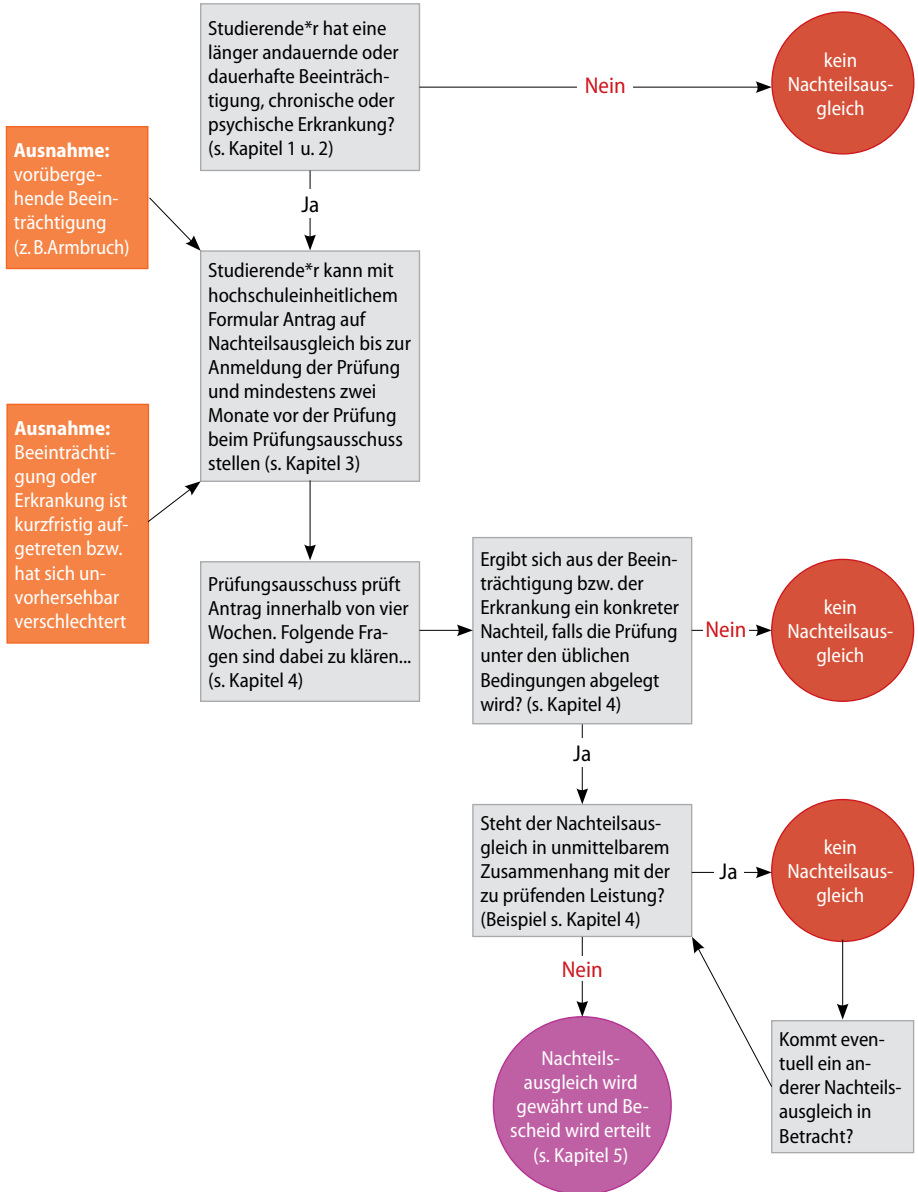 Studierende*r hat eine
länger andauernde oder
dauerhafte Beeinträch-
tigung, chronische oder
psychische Erkrankung?
(s. Kapitel 1 u. 2)
Nein
kein
Nachteilsaus-
gleich
Ausnahme:
vorüberge-
hende Beein-
trächtigung
(z. B.Armbruch)
Ja
Studierende*r kann mit
hochschuleinheitlichem
Formular Antrag auf
Nachteilsausgleich bis zur
Anmeldung der Prüfung
und mindestens zwei
Monate vor der Prüfung
beim Prüfungsausschuss
stellen (s. Kapitel 3)
Ausnahme:
Beeinträchti-
gung oder
Erkrankung ist
kurzfristig auf-
getreten bzw.
hat sich un-
vorhersehbar
verschlechtert
Prüfungsausschuss prüft
Antrag innerhalb von vier
Wochen. Folgende Fra-
gen sind dabei zu klären...
(s. Kapitel 4)
Ergibt sich aus der Beein-
trächtigung bzw. der
Erkrankung ein konkreter
Nachteil, falls die Prüfung
unter den üblichen
Bedingungen abgelegt
wird? (s. Kapitel 4)
Nein
kein
Nachteilsaus-
gleich
Ja
Steht der Nachteilsaus-
gleich in unmittelbarem
Zusammenhang mit der
zu prüfenden Leistung?
(Beispiel s. Kapitel 4)
Ja
kein
Nachteilsaus-
gleich
Nein
Nachteils-
ausgleich wird
gewährt und Be-
scheid wird erteilt
(s. Kapitel 5)
Kommt even-
tuell ein an-
derer Nachteils-
ausgleich in
Betracht?